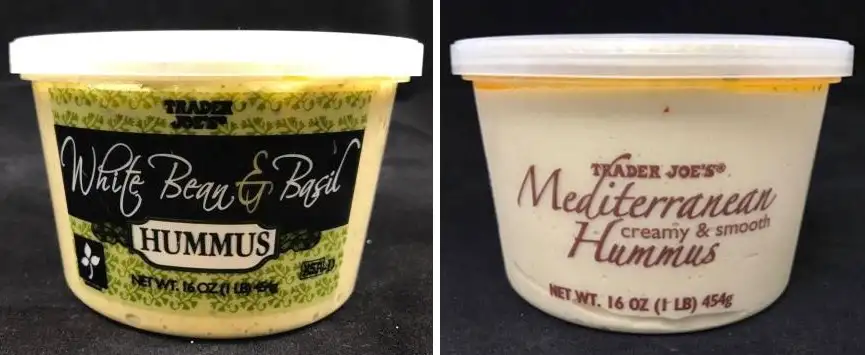 TRADER
JOE'S®
White Bean & Basil
HUMMUS
NET WT. 16 OZ (1 LB) 454g
TRADER JOE'S®
Mediterranean
creamy & smooth
Hummus
NET WT. 16 OZ (1 LB) 454g